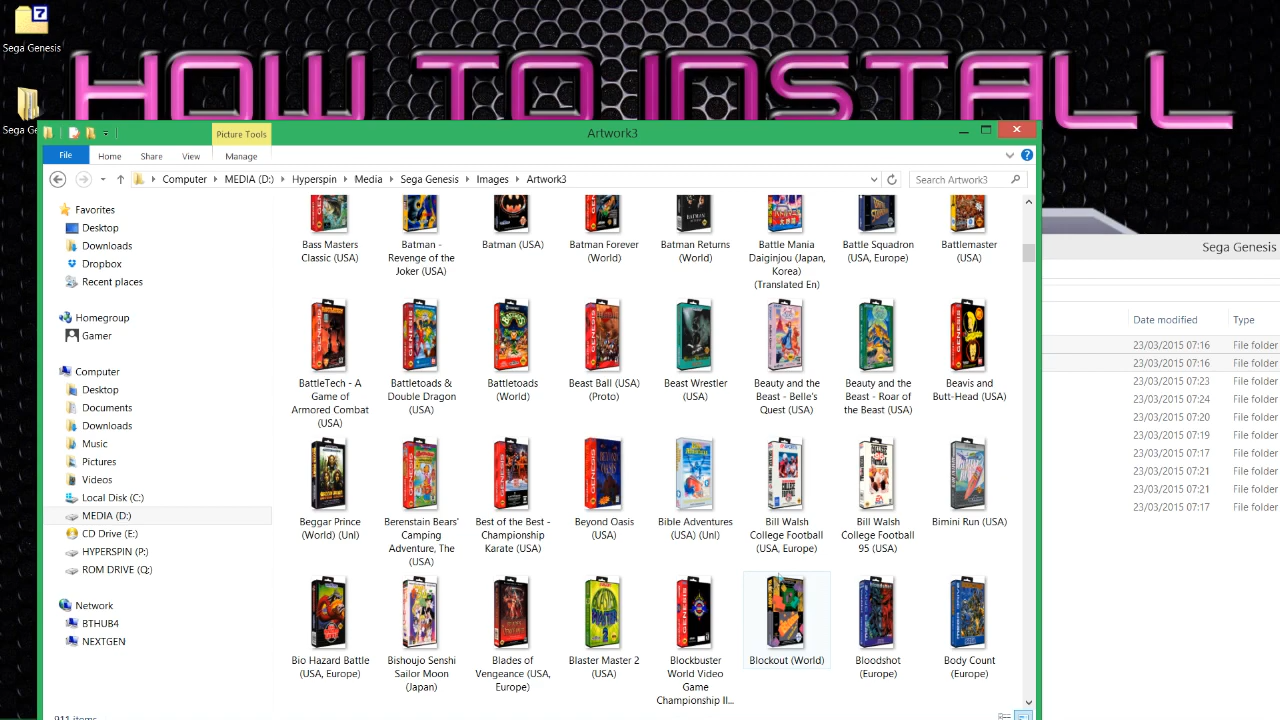 Sega Genesis
HOW TO INSTALL
Picture Tools
Artwork3
File
Home
Share
View
Manage
Computer
MEDIA (D:)
Hyperspin
Media
Sega Genesis
Images
Artwork3
Search Artwork3
Favorites
Desktop
Downloads
Dropbox
Recent places
Homegroup
Gamer
Computer
Desktop
Documents
Downloads
Music
Pictures
Videos
Local Disk (C:)
MEDIA (D:)
CD Drive (E:)
HYPERSPIN (P:)
ROM DRIVE (Q:)
Network
BTHUB4
NEXTGEN
Bass Masters
Classic (USA)
Batman -
Revenge of the
Joker (USA)
Batman (USA)
Batman Forever
(World)
Batman Returns
(World)
Battle Mania
Daiginjou (Japan,
Korea)
(Translated En)
Battle Squadron
(USA, Europe)
Battlemaster
(USA)
BattleTech - A
Game of
Armored Combat
(USA)
Battletoads &
Double Dragon
(USA)
Battletoads
(World)
Beast Ball (USA)
(Proto)
Beast Wrestler
(USA)
Beauty and the
Beast - Belle's
Quest (USA)
Beauty and the
Beast - Roar of
the Beast (USA)
Beavis and
Butt-Head (USA)
Beggar Prince
(World) (Unl)
Berenstain Bears'
Camping
Adventure, The
(USA)
Best of the Best -
Championship
Karate (USA)
Beyond Oasis
(USA)
Bible Adventures
(USA) (Unl)
Bill Walsh
College Football
(USA, Europe)
Bill Walsh
College Football
95 (USA)
Bimini Run (USA)
Bio Hazard Battle
(USA, Europe)
Bishoujo Senshi
Sailor Moon
(Japan)
Blades of
Vengeance (USA,
Europe)
Blaster Master 2
(USA)
Blockbuster
World Video
Game
Championship II...
Blockout (World)
Bloodshot
(Europe)
Body Count
(Europe)
911 items
Sega Genesis
Date modified
Type
23/03/2015 07:16
File folder
23/03/2015 07:16
File folder
23/03/2015 07:23
File folder
23/03/2015 07:24
File folder
23/03/2015 07:20
File folder
23/03/2015 07:19
File folder
23/03/2015 07:17
File folder
23/03/2015 07:21
File folder
23/03/2015 07:21
File folder
23/03/2015 07:17
File folder